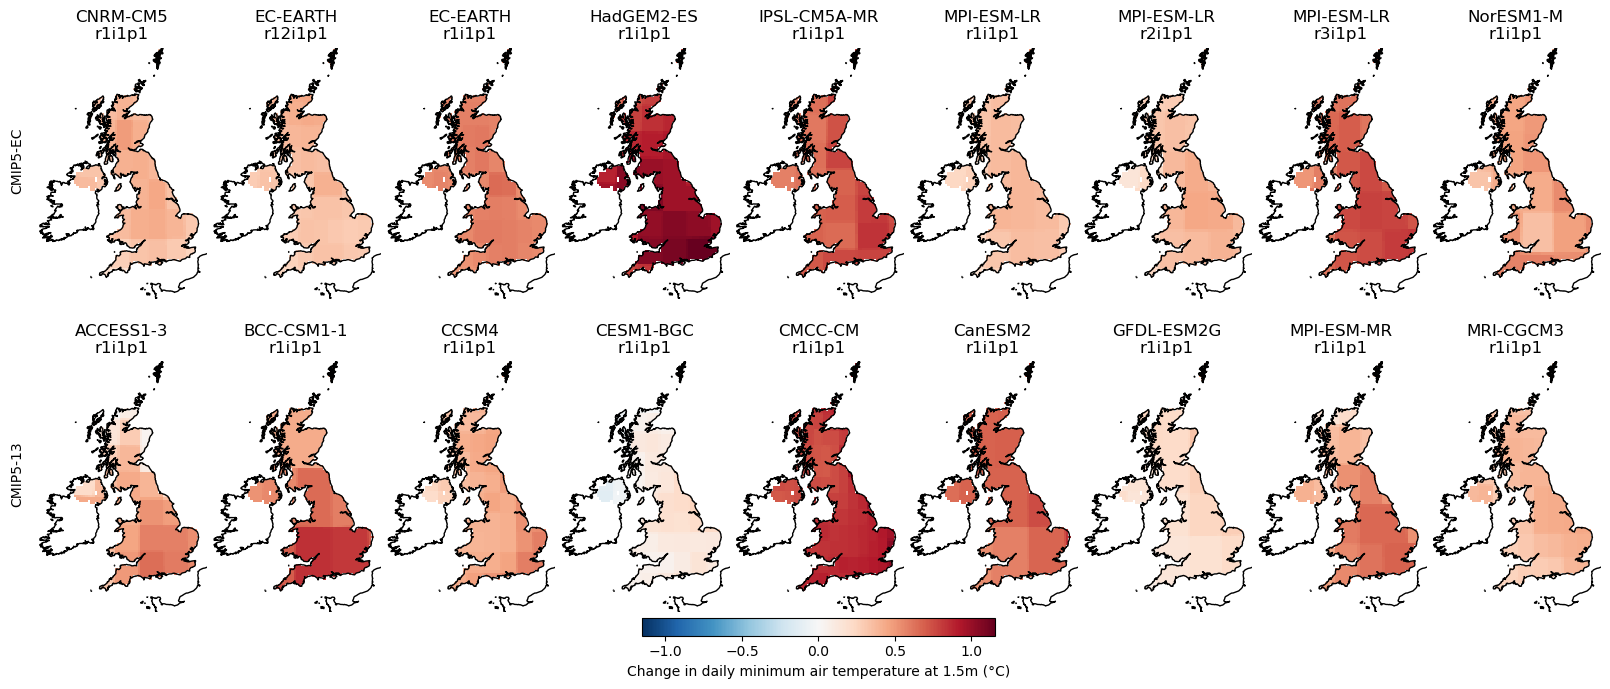 CNRM-CM5 EC-EARTH EC-EARTH HadGEM2-ES IPSL-CM5A-MR MPI-ESM-LR MPI-ESM-LR MPI-ESM-LR NorESM1-M
r1i1p1 r12i1p1 r1i1p1 r1i1p1 r1i1p1 r1i1p1 r2i1p1 r3i1p1 r1i1p1
CMIP5-EC
ACCESS1-3 BCC-CSM1-1 CCSM4 CESM1-BGC CMCC-CM CanESM2 GFDL-ESM2G MPI-ESM-MR MRI-CGCM3
r1i1p1 r1i1p1 r1i1p1 r1i1p1 r1i1p1 r1i1p1 r1i1p1 r1i1p1 r1i1p1
CMIP5-13
−1.0 −0.5 0.0 0.5 1.0
Change in daily minimum air temperature at 1.5m (°C)